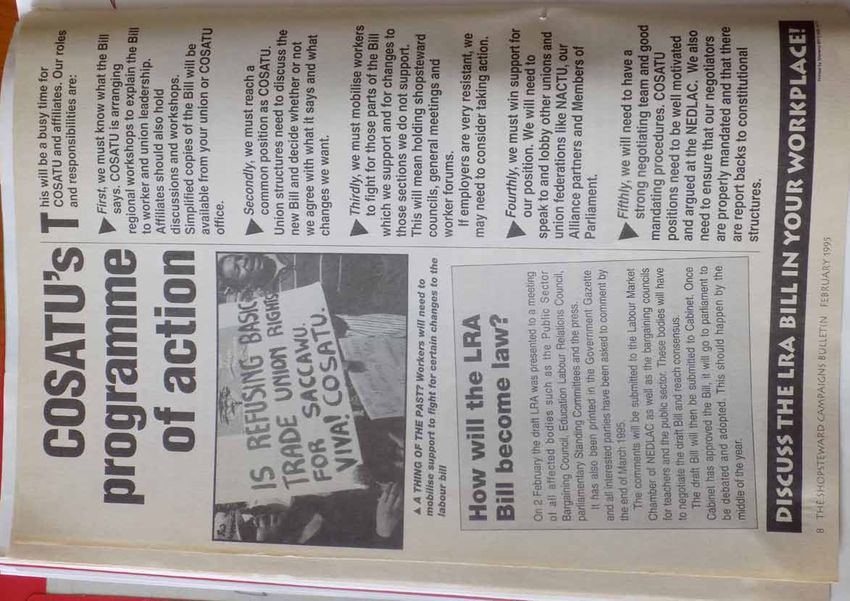 COSATU's
programme
of action
IS REFUSING BASIC
TRADE UNION RIGHTS
FOR SACCAWU.
VIVA! COSATU.
▲ A THING OF THE PAST? Workers will need to
mobilise support to fight for certain changes to the
labour bill
How will the LRA
Bill become law?
On 2 February the draft LRA was presented to a meeting
of all affected bodies such as the Public Sector
Bargaining Council, Education Labour Relations Council,
parliamentary Standing Committees and the press.
It has also been printed in the Government Gazette
and all interested parties have been asked to comment by
the end of March 1995.
The comments will be submitted to the Labour Market
Chamber of NEDLAC as well as the bargaining councils
for teachers and the public sector. These bodies will have
to negotiate the draft Bill and reach consensus.
The draft Bill will then be submitted to Cabinet. Once
Cabinet has approved the Bill, it will go to parliament to
be debated and adopted. This should happen by the
middle of the year.
This will be a busy time for
COSATU and affiliates. Our roles
and responsibilities are:
▶ First, we must know what the Bill
says. COSATU is arranging
regional workshops to explain the Bill
to worker and union leadership.
Affiliates should also hold
discussions and workshops.
Simplified copies of the Bill will be
available from your union or COSATU
office.
▶ Secondly, we must reach a
common position as COSATU.
Union structures need to discuss the
new Bill and decide whether or not
we agree with what it says and what
changes we want.
▶ Thirdly, we must mobilise workers
to fight for those parts of the Bill
which we support and for changes to
those sections we do not support.
This will mean holding shopsteward
councils, general meetings and
worker forums.
If employers are very resistant, we
may need to consider taking action.
▶ Fourthly, we must win support for
our position. We will need to
speak to and lobby other unions and
union federations like NACTU, our
Alliance partners and Members of
Parliament.
▶ Fifthly, we will need to have a
strong negotiating team and good
mandating procedures. COSATU
positions need to be well motivated
and argued at the NEDLAC. We also
need to ensure that our negotiators
are properly mandated and that there
are report backs to constitutional
structures.
DISCUSS THE LRA BILL IN YOUR WORKPLACE!
8 THE SHOPSTEWARD CAMPAIGNS BULLETIN FEBRUARY 1995